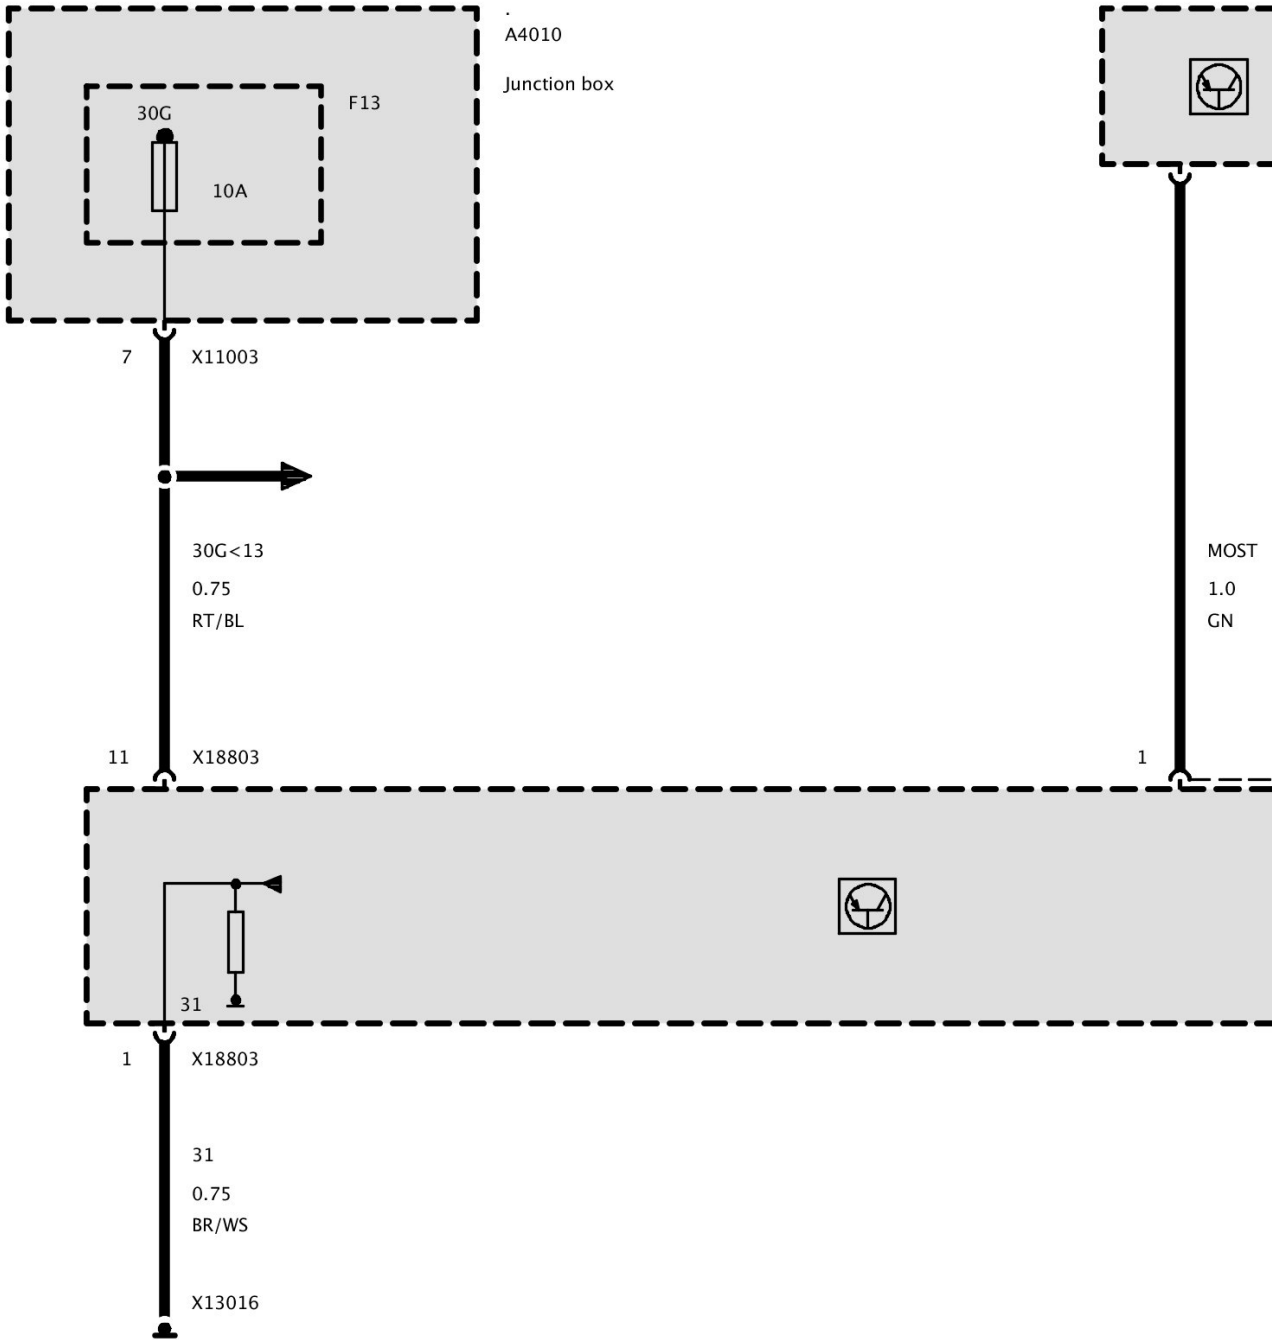 .
A4010
Junction box
F13
30G
10A
7 X11003
30G<13
0.75
RT/BL
MOST
1.0
GN
11 X18803
1
31
1 X18803
31
0.75
BR/WS
X13016